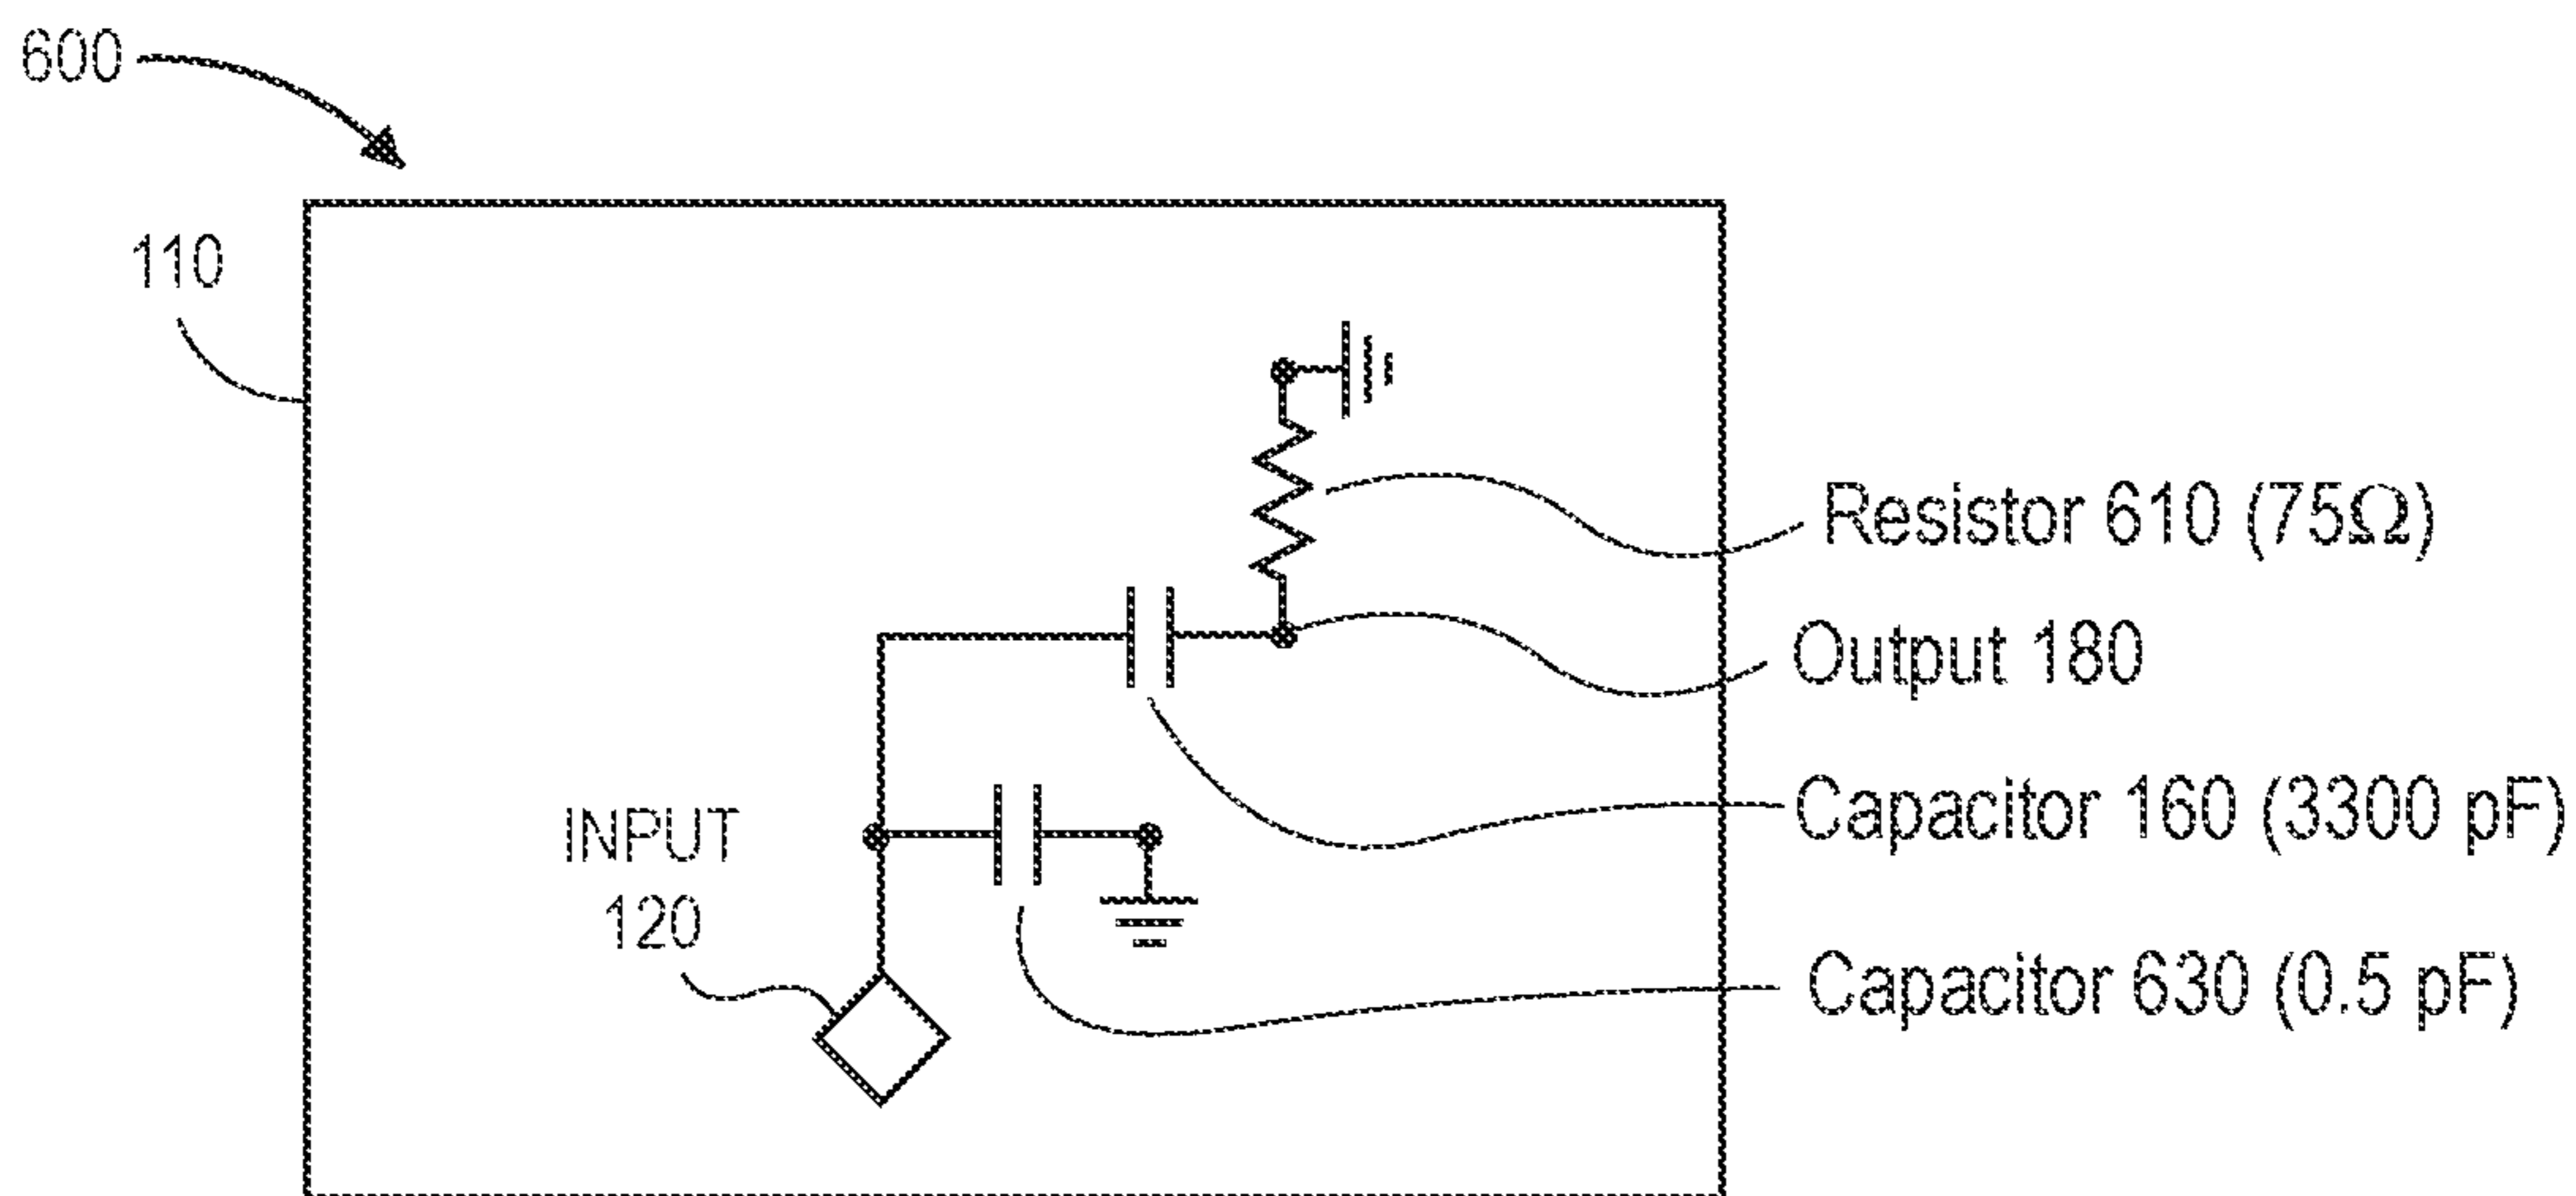 600
110
Resistor 610 (75Ω)
Output 180
Capacitor 160 (3300 pF)
INPUT
120
Capacitor 630 (0.5 pF)